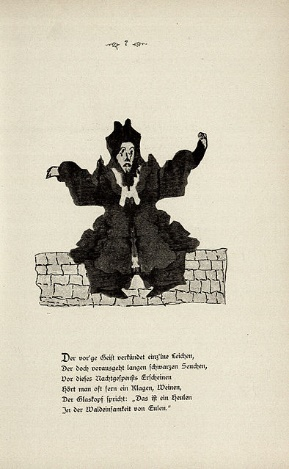 7
Der vor'ge Geist verkündet einz'lne Leichen,
Der doch vorausgeht langen schwarzen Seuchen,
Vor dieses Nachtgespensts Erscheinen
Hört man oft fern ein Klagen, Weinen,
Der Glaskopf spricht: „Das ist ein Heulen
In der Waldeinsamkeit von Eulen.“